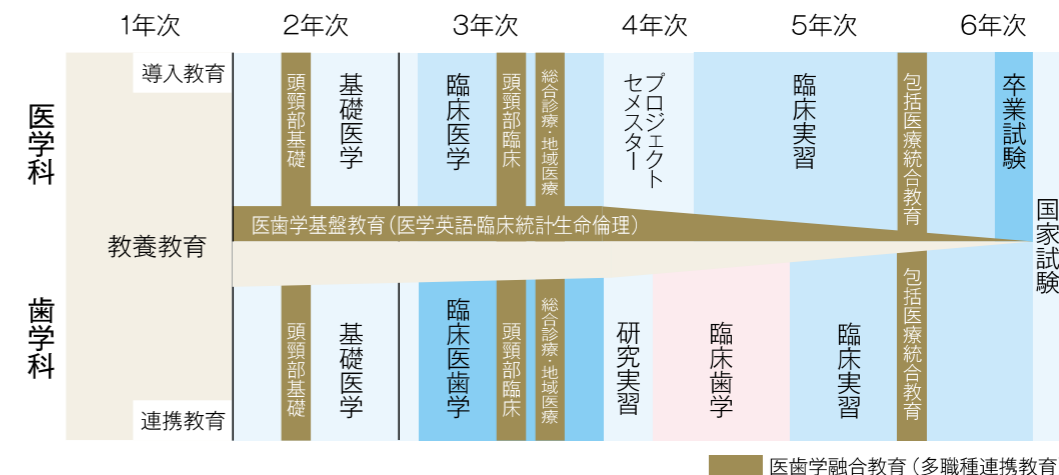 1年次
2年次
3年次
4年次
5年次
6年次
医学科
導入教育
頭頸部基礎
基礎医学
臨床医学
頭頸部臨床
総合診療・地域医療
プロジェクト
セメスター
臨床実習
包括医療統合教育
卒業試験
医歯学基盤教育（医学英語・臨床統計・生命倫理）
教養教育
国家試験
歯学科
連携教育
頭頸部基礎
基礎医学
臨床医歯学
頭頸部臨床
総合診療・地域医療
研究実習
臨床歯学
臨床実習
包括医療統合教育
医歯学融合教育（多職種連携教育